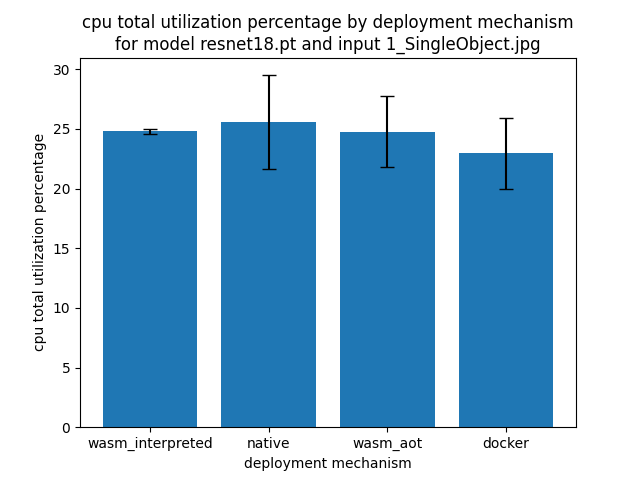 cpu total utilization percentage by deployment mechanism
for model resnet18.pt and input 1_SingleObject.jpg
cpu total utilization percentage
30
25
20
15
10
5
0
wasm_interpreted
native
wasm_aot
docker
deployment mechanism